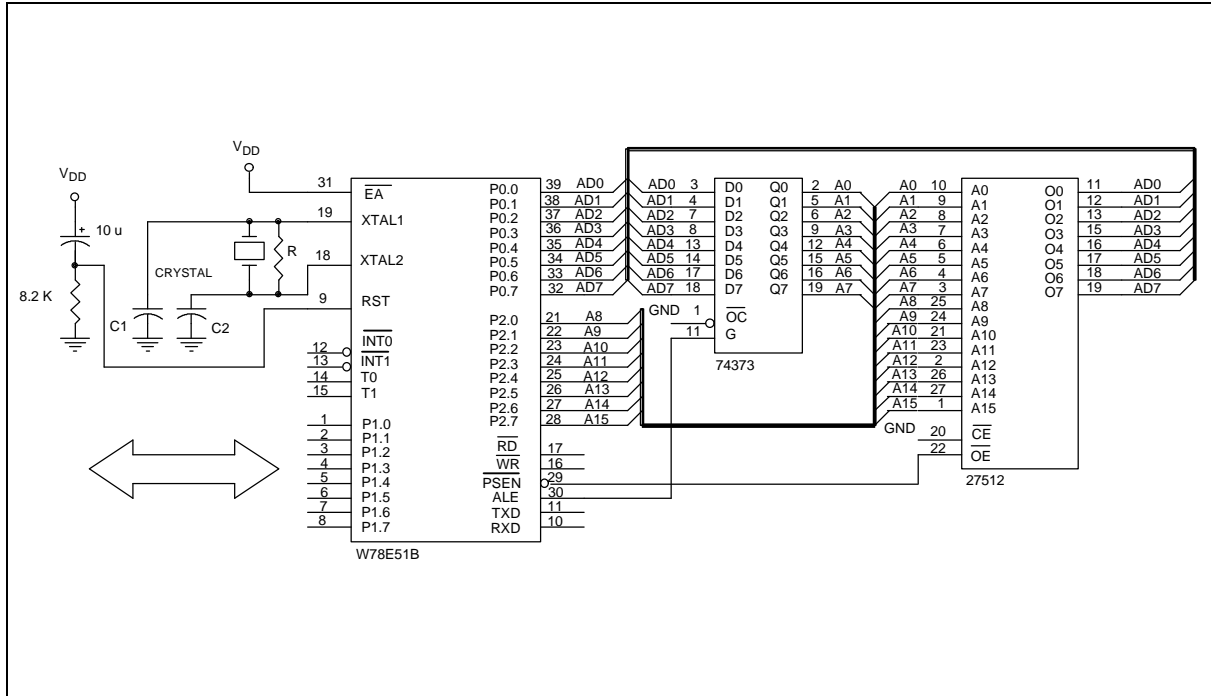 VDD
10 u
8.2 K
VDD
CRYSTAL
R
C1
C2
31 EA
19 XTAL1
18 XTAL2
9 RST
12 INT0
13 INT1
14 T0
15 T1
1 P1.0
2 P1.1
3 P1.2
4 P1.3
5 P1.4
6 P1.5
7 P1.6
8 P1.7
P0.0 39 AD0
P0.1 38 AD1
P0.2 37 AD2
P0.3 36 AD3
P0.4 35 AD4
P0.5 34 AD5
P0.6 33 AD6
P0.7 32 AD7
P2.0 21 A8
P2.1 22 A9
P2.2 23 A10
P2.3 24 A11
P2.4 25 A12
P2.5 26 A13
P2.6 27 A14
P2.7 28 A15
RD 17
WR 16
PSEN 29
ALE 30
TXD 11
RXD 10
W78E51B
AD0 3 D0 Q0 2 A0
AD1 4 D1 Q1 5 A1
AD2 7 D2 Q2 6 A2
AD3 8 D3 Q3 9 A3
AD4 13 D4 Q4 12 A4
AD5 14 D5 Q5 15 A5
AD6 17 D6 Q6 16 A6
AD7 18 D7 Q7 19 A7
GND 1 OC
11 G
74373
A0 10 A0 O0 11 AD0
A1 9 A1 O1 12 AD1
A2 8 A2 O2 13 AD2
A3 7 A3 O3 15 AD3
A4 6 A4 O4 16 AD4
A5 5 A5 O5 17 AD5
A6 4 A6 O6 18 AD6
A7 3 A7 O7 19 AD7
A8 25 A8
A9 24 A9
A10 21 A10
A11 23 A11
A12 2 A12
A13 26 A13
A14 27 A14
A15 1 A15
GND 20 CE
22 OE
27512